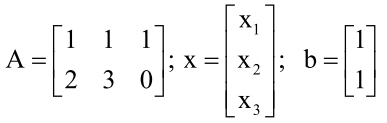 A = [1 1 1; 2 3 0]; x = [x₁; x₂; x₃]; b = [1; 1]